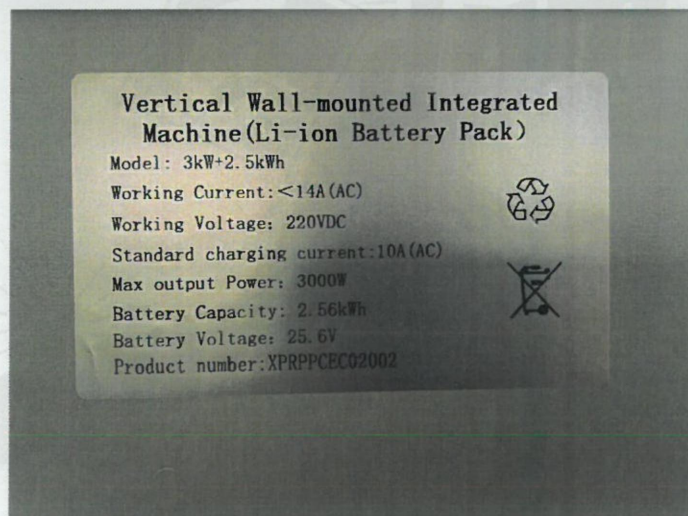 Vertical Wall-mounted Integrated
Machine(Li-ion Battery Pack)
Model: 3kW+2.5kWh
Working Current:<14A(AC)
Working Voltage: 220VDC
Standard charging current:10A(AC)
Max output Power: 3000W
Battery Capacity: 2.56kWh
Battery Voltage: 25.6V
Product number:XPRPPCEC02002